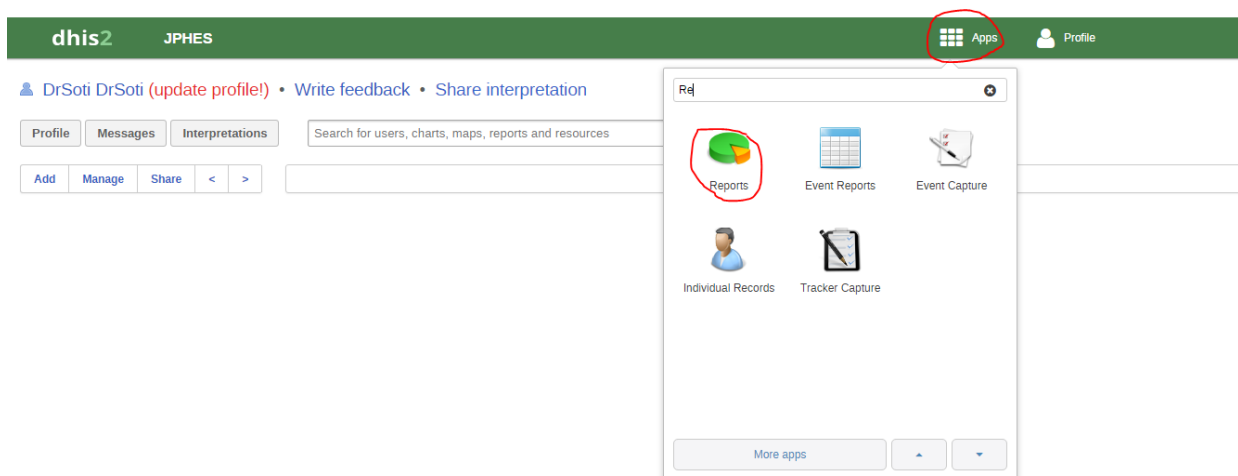 dhis2 JPHES Apps Profile
DrSoti DrSoti (update profile!) • Write feedback • Share interpretation
Profile Messages Interpretations Search for users, charts, maps, reports and resources
Add Manage Share < >
Re
Reports Event Reports Event Capture
Individual Records Tracker Capture
More apps